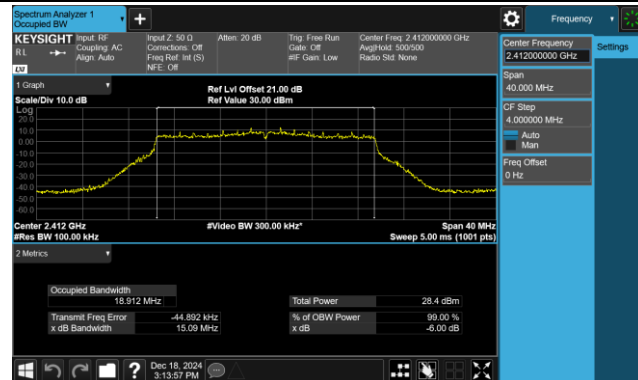 Spectrum Analyzer 1
Occupied BW
Frequency
KEYSIGHT
RL
LXI
Input: RF
Coupling: AC
Align: Auto
Input Z: 50 Ω
Corrections: Off
Freq Ref: Int (S)
NFE: Off
Atten: 20 dB
Trig: Free Run
Gate: Off
#IF Gain: Low
Center Freq: 2.412000000 GHz
Avg|Hold: 500/500
Radio Std: None
1 Graph
Scale/Div 10.0 dB
Ref Lvl Offset 21.00 dB
Ref Value 30.00 dBm
Log
20.0
10.0
0.00
-10.0
-20.0
-30.0
-40.0
-50.0
-60.0
Center 2.412 GHz
#Res BW 100.00 kHz
#Video BW 300.00 kHz*
Span 40 MHz
Sweep 5.00 ms (1001 pts)
2 Metrics
Occupied Bandwidth
18.912 MHz
Transmit Freq Error -44.892 kHz
x dB Bandwidth 15.09 MHz
Total Power 28.4 dBm
% of OBW Power 99.00 %
x dB -6.00 dB
Center Frequency
2.412000000 GHz
Span
40.000 MHz
CF Step
4.000000 MHz
Auto
Man
Freq Offset
0 Hz
Settings
?
Dec 18, 2024
3:13:57 PM